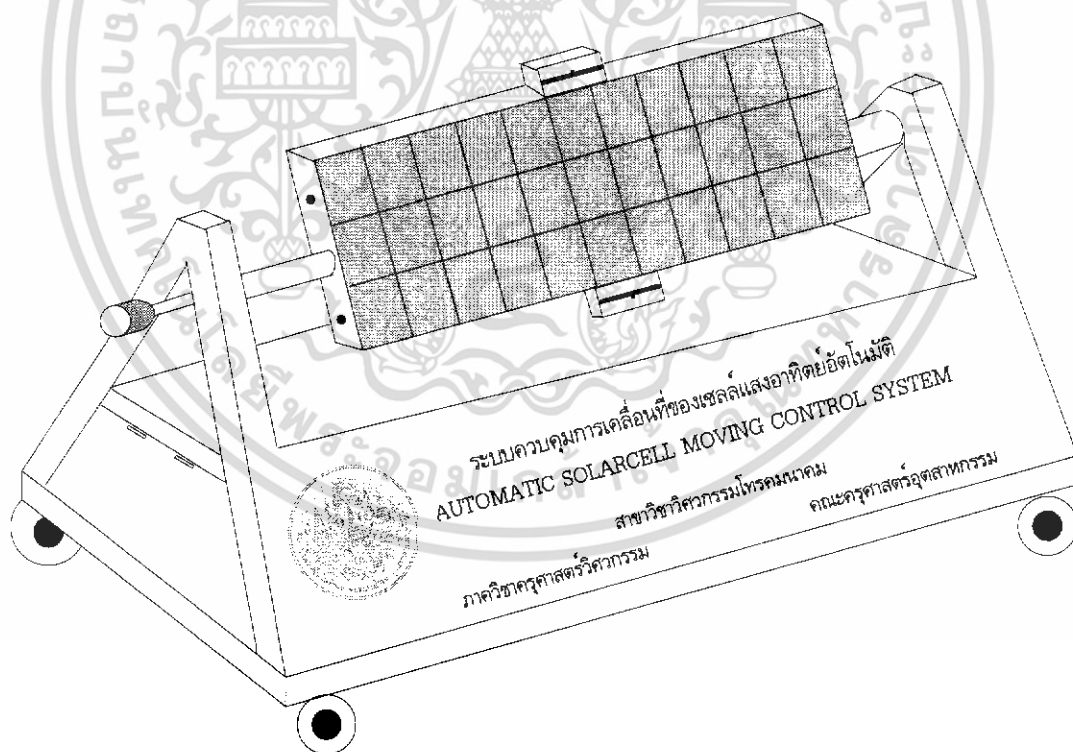 ระบบควบคุมการเคลื่อนที่ของเซลล์แสงอาทิตย์อัตโนมัติ
AUTOMATIC SOLARCELL MOVING CONTROL SYSTEM
สาขาวิชาวิศวกรรมโทรคมนาคม
คณะครุศาสตร์อุตสาหกรรม
ภาควิชาครุศาสตร์วิศวกรรม